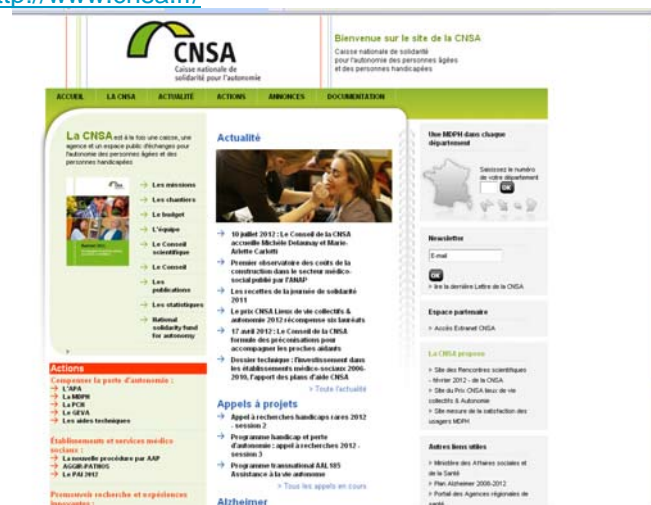 ttp://www.cnsa.fr/
CNSA
Caisse nationale de
solidarité
pour l'autonomie
Bienvenue sur le site de la CNSA
Caisse nationale de solidarité
pour l'autonomie des personnes âgées
et des personnes handicapées
ACCUEIL LA CNSA ACTUALITÉ ACTIONS ANNONCES DOCUMENTATION
La CNSA est à la fois une caisse, une
agence et un espace public d'échanges pour
l'autonomie des personnes âgées et des
personnes handicapées
Les missions
Les chantiers
Le budget
L'équipe
Le Conseil
scientifique
Le Conseil
Les
publications
Les statistiques
National
solidarity fund
for autonomy
Actions
Compenser la perte d'autonomie :
L'APA
La MDPH
La PCH
Le GEVA
Les aides techniques
Établissements et services médico
sociaux :
La nouvelle procédure par AAP
AGGIR-PATHOS
Le PAI 2012
Promouvoir recherche et expériences
innovantes :
Actualité
10 juillet 2012 : Le Conseil de la CNSA
accueille Michèle Delaunay et Marie-
Arlette Carlotti
Premier observatoire des coûts de la
construction dans le secteur médico-
social publié par l'ANAP
Les recettes de la journée de solidarité
2011
Le prix CNSA Lieux de vie collectifs &
autonomie 2012 récompense six lauréats
17 avril 2012 : Le Conseil de la CNSA
formule des préconisations pour
accompagner les proches aidants
Dossier technique : l'investissement dans
les établissements médico-sociaux 2006-
2010, l'apport des plans d'aide CNSA
> Toute l'actualité
Appels à projets
Appel à recherches handicaps rares 2012
- session 2
Programme handicap et perte
d'autonomie : appel à recherches 2012 -
session 3
Programme transnational AAL 185
Assistance à la vie autonome
> Tous les appels en cours
Alzheimer
Une MDPH dans chaque
département
Saisissez le numéro
de votre département
OK
Newsletter
E-mail
OK
> lire la dernière Lettre de la CNSA
Espace partenaire
> Accès Extranet CNSA
La CNSA propose
> Site des Rencontres scientifiques
- février 2012 - de la CNSA
> Site du Prix CNSA lieux de vie
collectifs & Autonomie
> Site mesure de la satisfaction des
usagers MDPH
Autres liens utiles
> Ministère des Affaires sociales et
de la Santé
> Plan Alzheimer 2008-2012
> Portail des Agences régionales de
santé